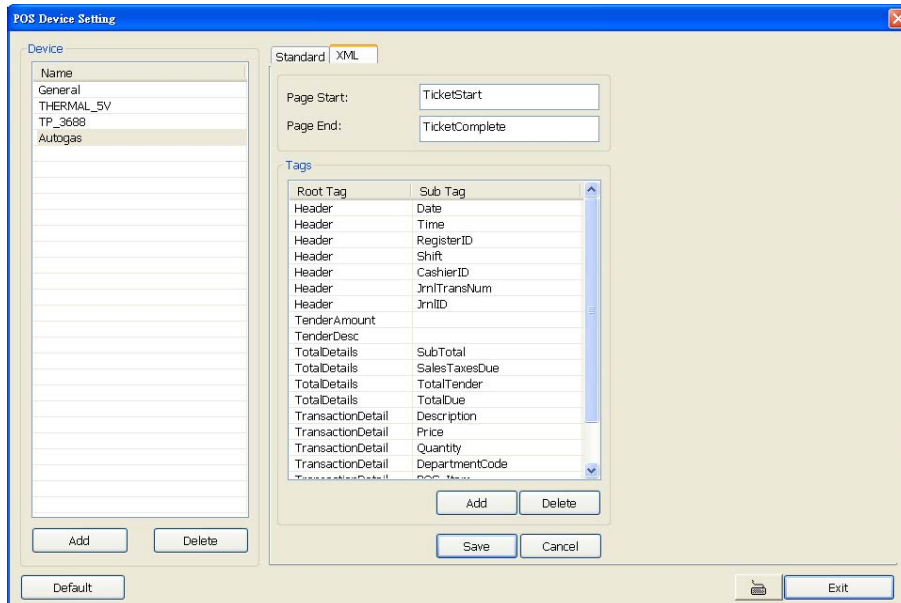 POS Device Setting
Device
Name
General
THERMAL_5V
TP_3688
Autogas
Add
Delete
Default
Standard
XML
Page Start: TicketStart
Page End: TicketComplete
Tags
Root Tag Sub Tag
Header Date
Header Time
Header RegisterID
Header Shift
Header CashierID
Header JrnlTransNum
Header JrnlID
TenderAmount
TenderDesc
TotalDetails SubTotal
TotalDetails SalesTaxesDue
TotalDetails TotalTender
TotalDetails TotalDue
TransactionDetail Description
TransactionDetail Price
TransactionDetail Quantity
TransactionDetail DepartmentCode
Add
Delete
Save
Cancel
Exit